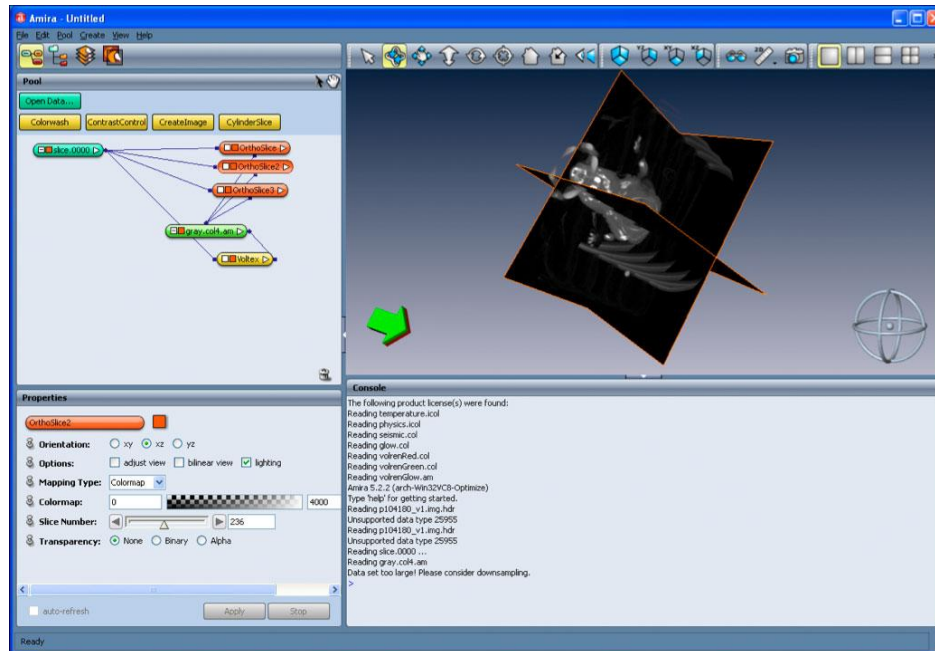 Amira - Untitled
File Edit Pool Create View Help
Pool
Open Data...
Colorwash ContrastControl CreateImage CylinderSlice
slice.0000
OrthoSlice
OrthoSlice2
OrthoSlice3
gray.col4.am
Voltex
Properties
OrthoSlice2
Orientation: xy xz yz
Options: adjust view bilinear view lighting
Mapping Type: Colormap
Colormap: 0 4000
Slice Number: 236
Transparency: None Binary Alpha
auto-refresh Apply Stop
Ready
Console
The following product license(s) were found:
Reading temperature.icol
Reading physics.icol
Reading seismic.icol
Reading glow.col
Reading volrenRed.col
Reading volrenGreen.col
Reading volrenGlow.am
Amira 5.2.2 (arch-Win32VC8-Optimize)
Type 'help' for getting started.
Reading p104180_v1.img.hdr
Unsupported data type 25955
Reading p104180_v1.img.hdr
Unsupported data type 25955
Reading slice.0000 ...
Reading gray.col4.am
Data set too large! Please consider downsampling.
>